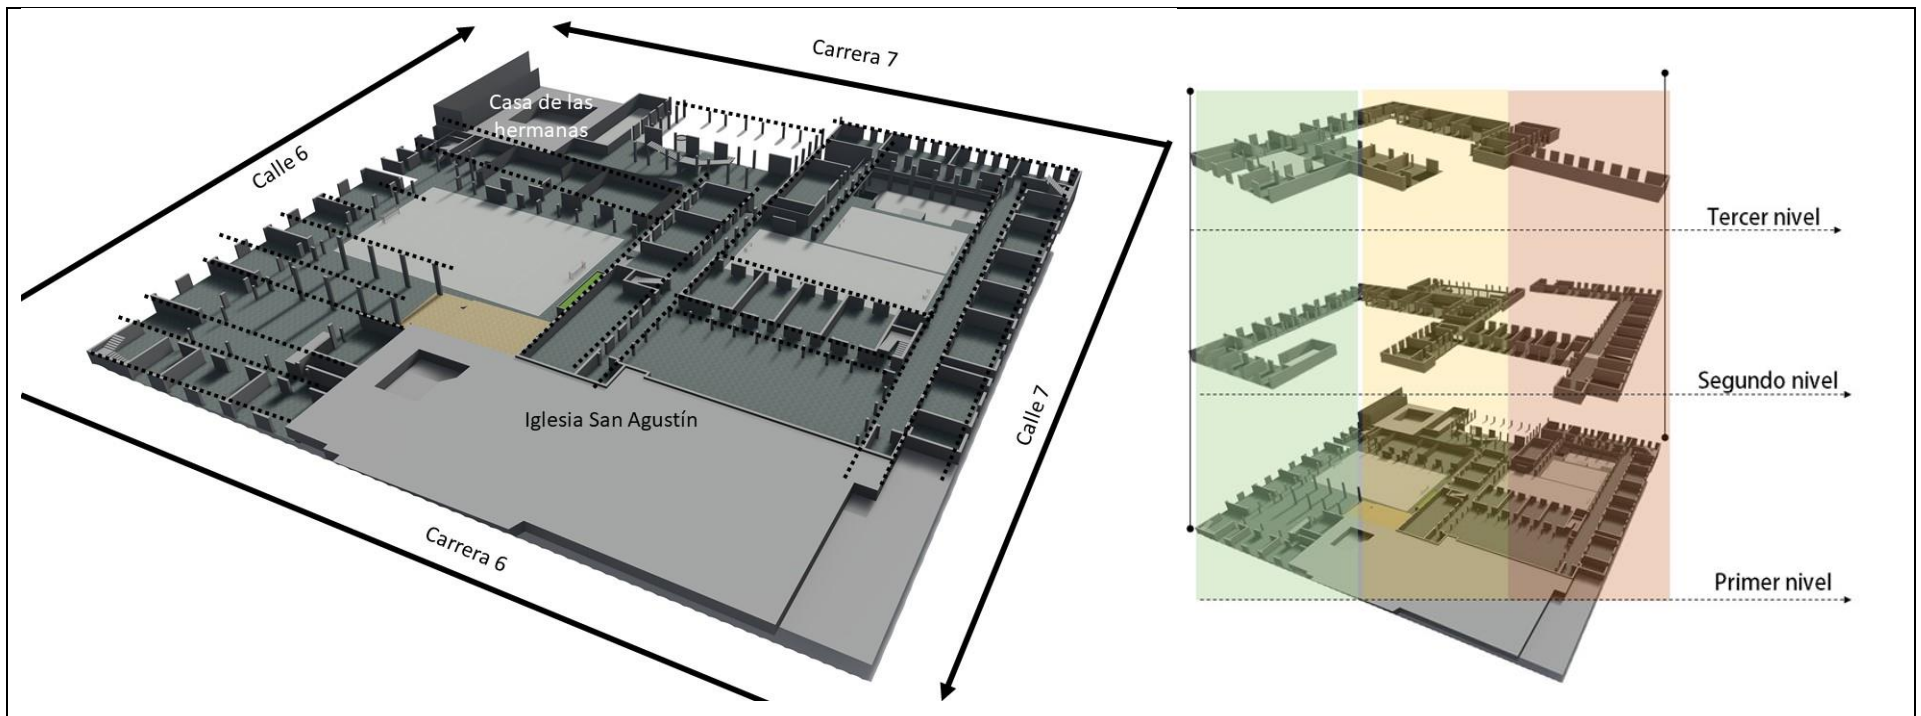 Carrera 7
Casa de las
hermanas
Calle 6
Iglesia San Agustín
Calle 7
Carrera 6
Tercer nivel
Segundo nivel
Primer nivel